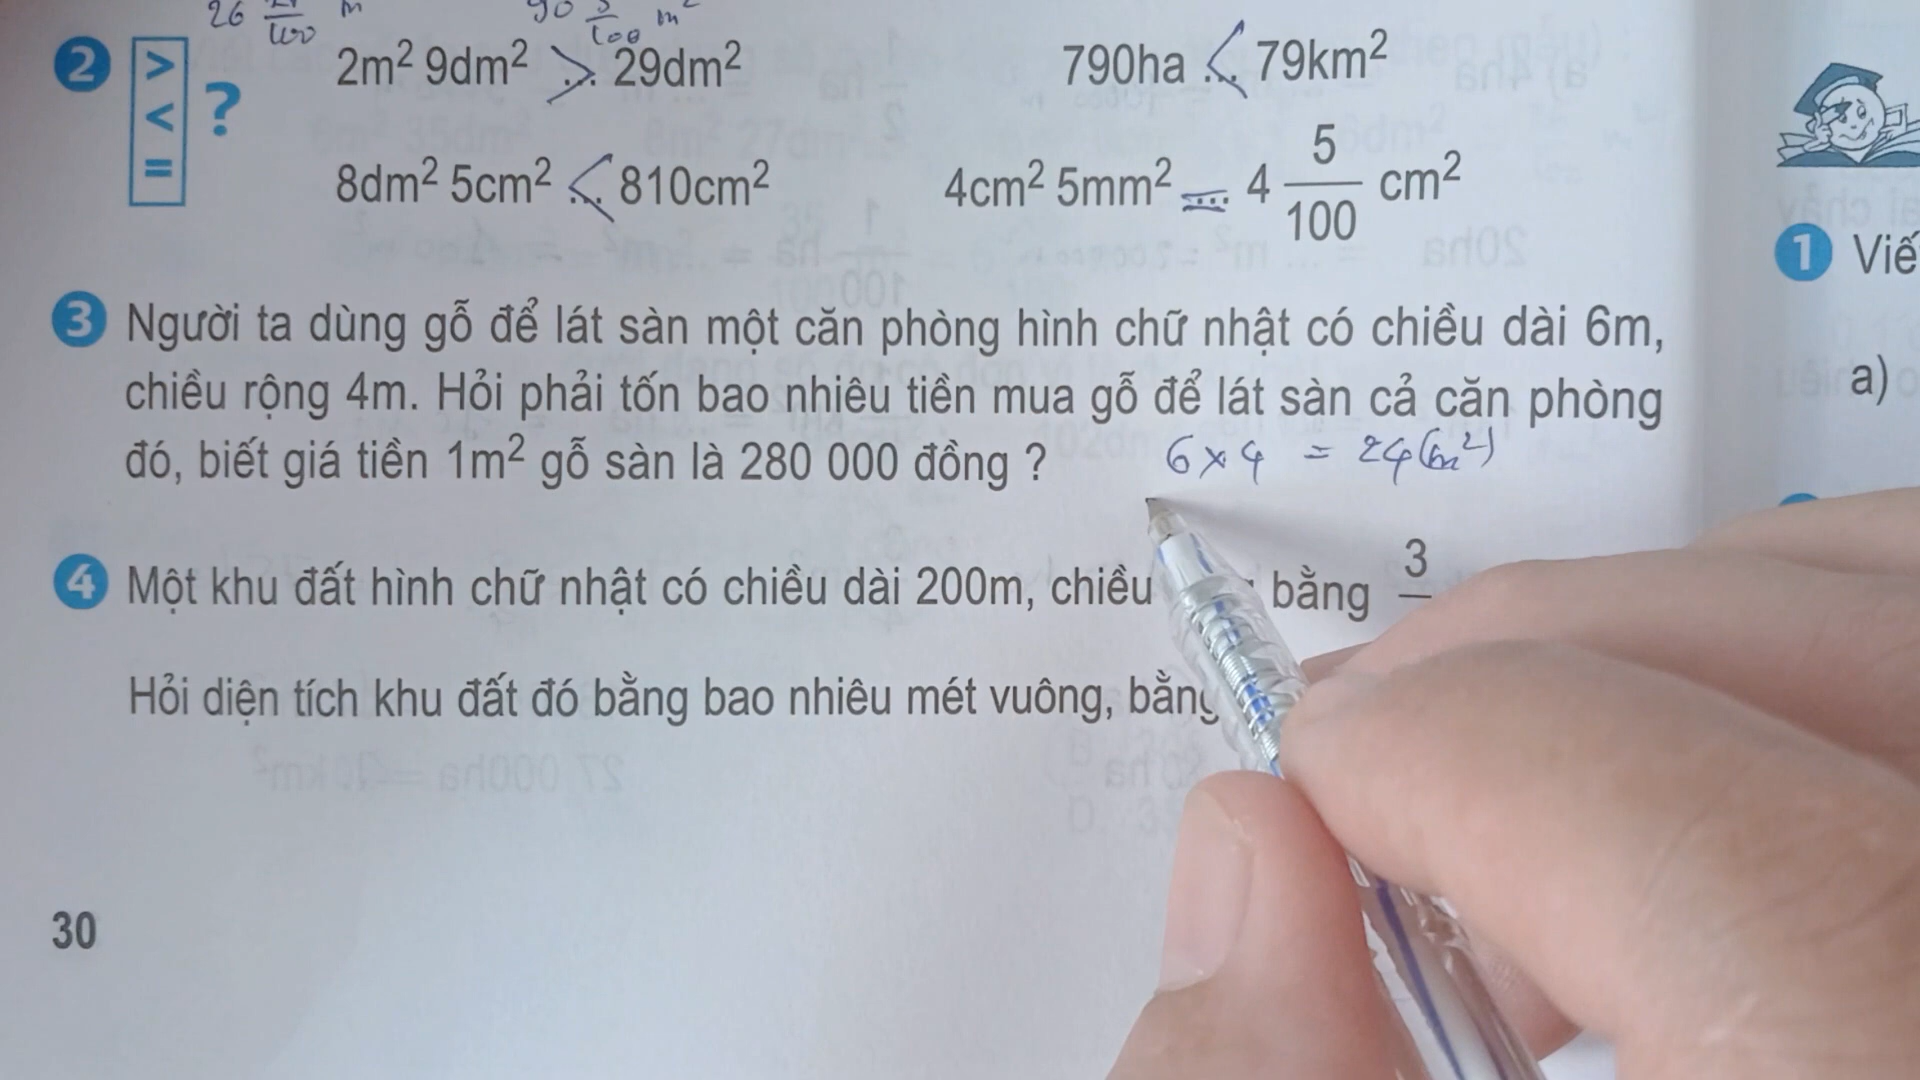 26 /100 m 90 5/100 m²
2 > < = ? 2m² 9dm² > 29dm² 790ha < 79km²
8dm² 5cm² < 810cm² 4cm² 5mm² = 4 5/100 cm²
3 Người ta dùng gỗ để lát sàn một căn phòng hình chữ nhật có chiều dài 6m,
chiều rộng 4m. Hỏi phải tốn bao nhiêu tiền mua gỗ để lát sàn cả căn phòng
đó, biết giá tiền 1m² gỗ sàn là 280 000 đồng ? 6 × 4 = 24 (m²)
4 Một khu đất hình chữ nhật có chiều dài 200m, chiều bằng 3
Hỏi diện tích khu đất đó bằng bao nhiêu mét vuông, bằng
30
1 Viế
a)